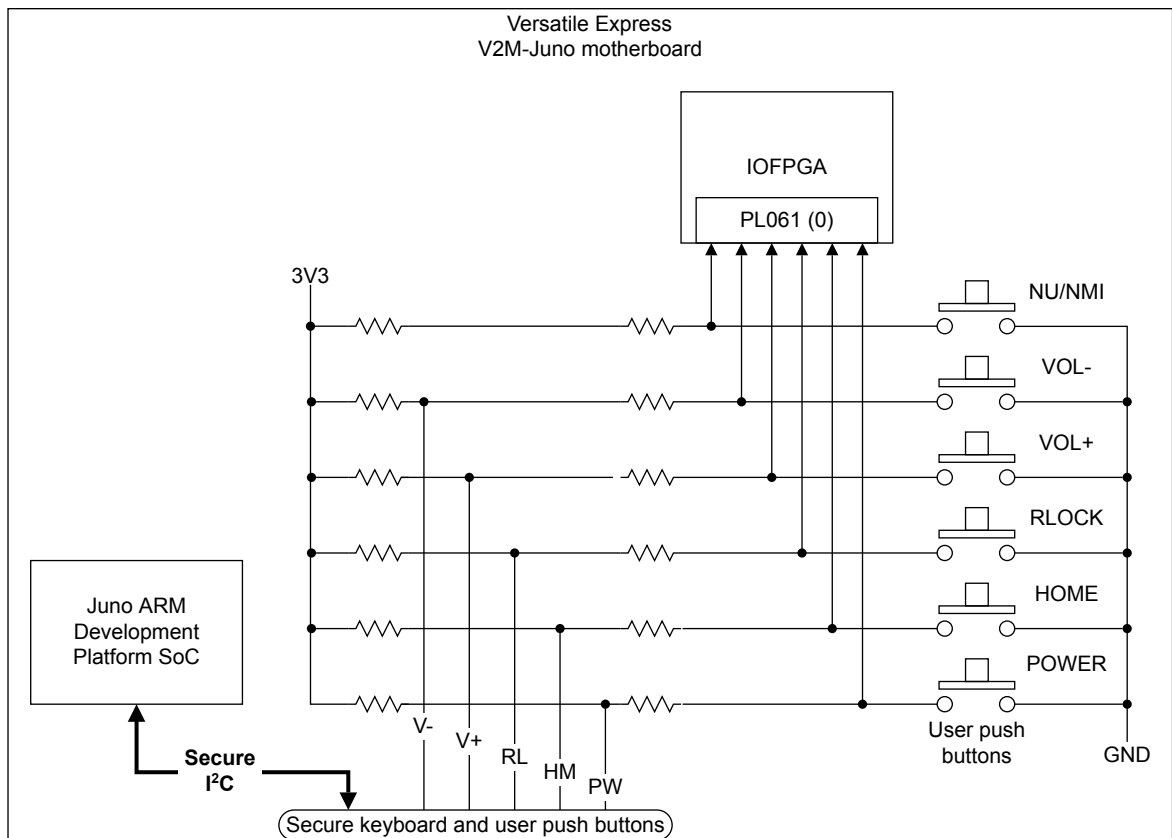 Versatile Express
V2M-Juno motherboard
IOFPGA
PL061 (0)
3V3
NU/NMI
VOL-
VOL+
RLOCK
HOME
POWER
Juno ARM
Development
Platform SoC
Secure
I²C
V-
V+
RL
HM
PW
User push
buttons
GND
Secure keyboard and user push buttons